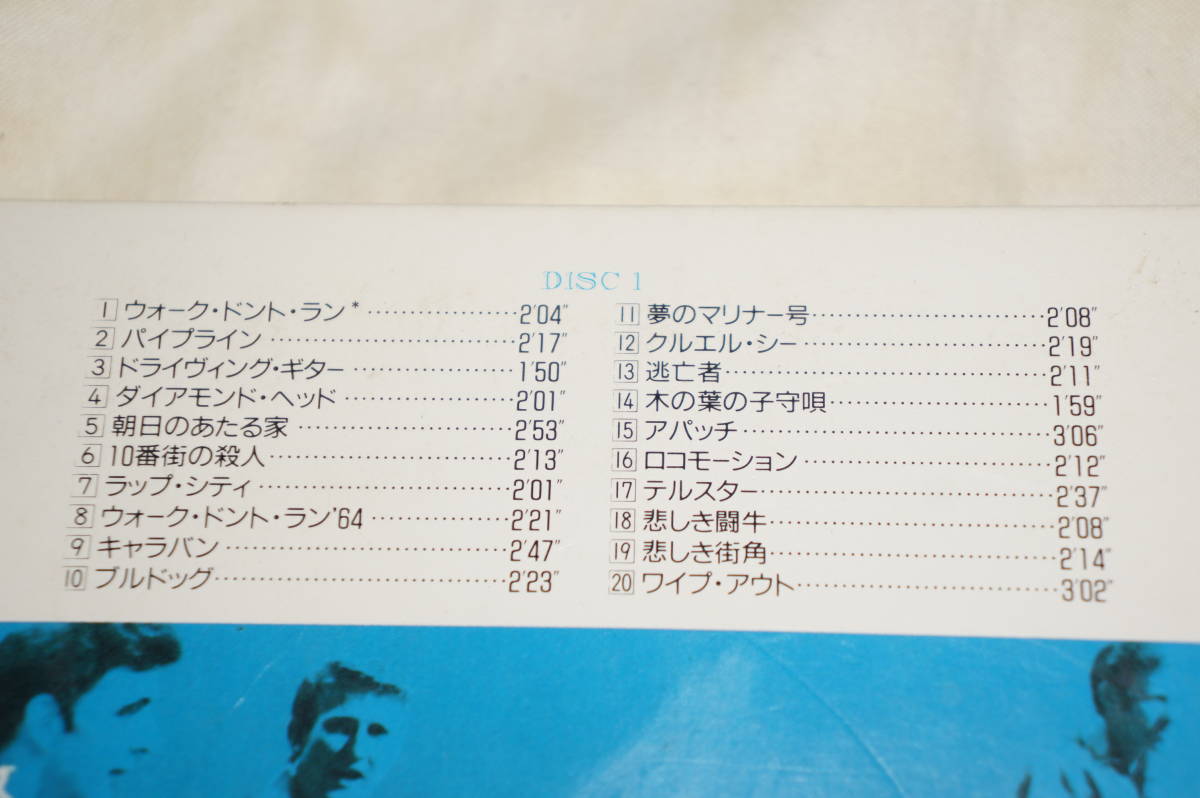 DISC 1
1 ウォーク・ドント・ラン* 2'04"
2 パイプライン 2'17"
3 ドライヴィング・ギター 1'50"
4 ダイアモンド・ヘッド 2'01"
5 朝日のあたる家 2'53"
6 10番街の殺人 2'13"
7 ラップ・シティ 2'01"
8 ウォーク・ドント・ラン'64 2'21"
9 キャラバン 2'47"
10 ブルドッグ 2'23"
11 夢のマリナー号 2'08"
12 クルエル・シー 2'19"
13 逃亡者 2'11"
14 木の葉の子守唄 1'59"
15 アパッチ 3'06"
16 ロコモーション 2'12"
17 テルスター 2'37"
18 悲しき闘牛 2'08"
19 悲しき街角 2'14"
20 ワイプ・アウト 3'02"